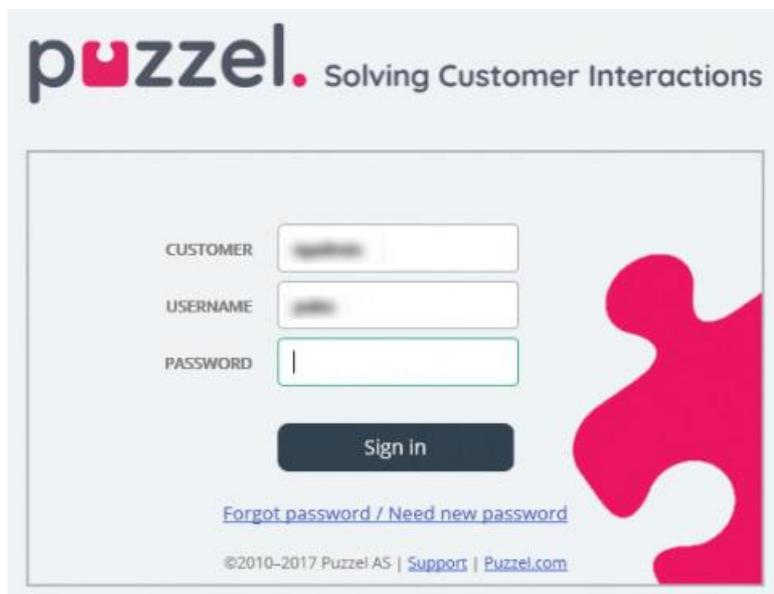 puzzel. Solving Customer Interactions
CUSTOMER
USERNAME
PASSWORD
Sign in
Forgot password / Need new password
©2010–2017 Puzzel AS | Support | Puzzel.com